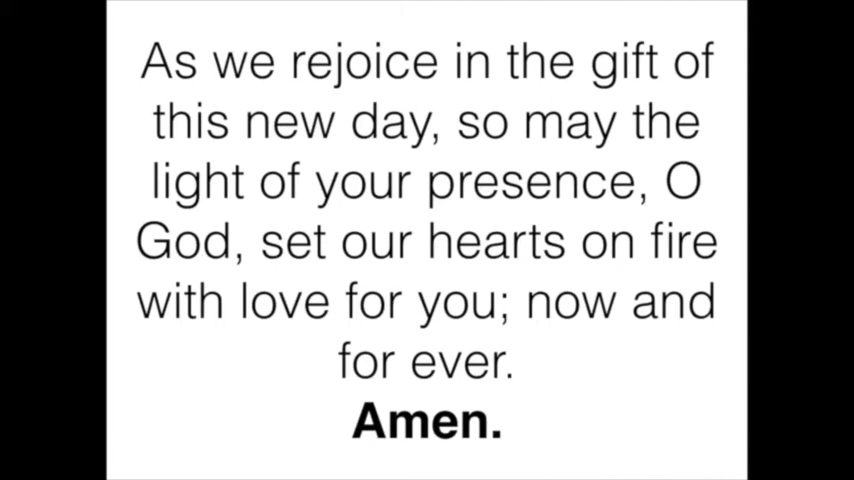 As we rejoice in the gift of
this new day, so may the
light of your presence, O
God, set our hearts on fire
with love for you; now and
for ever.
Amen.